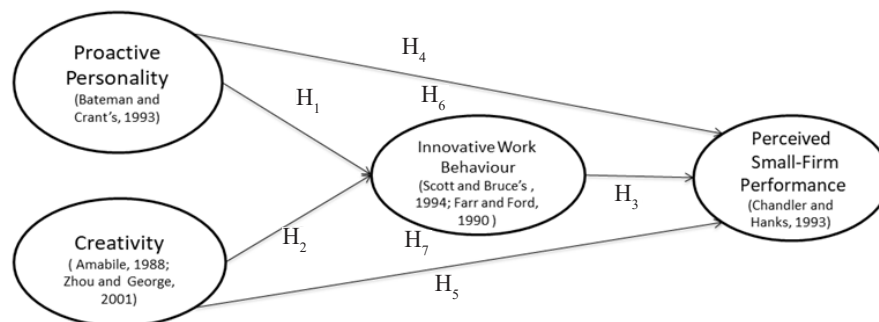 Proactive
Personality
(Bateman and
Crant's, 1993)
H4
H1
H6
Innovative Work
Behaviour
(Scott and Bruce's ,
1994; Farr and Ford,
1990 )
Perceived
Small-Firm
Performance
(Chandler and
Hanks, 1993)
H3
Creativity
( Amabile, 1988;
Zhou and George,
2001)
H2
H7
H5